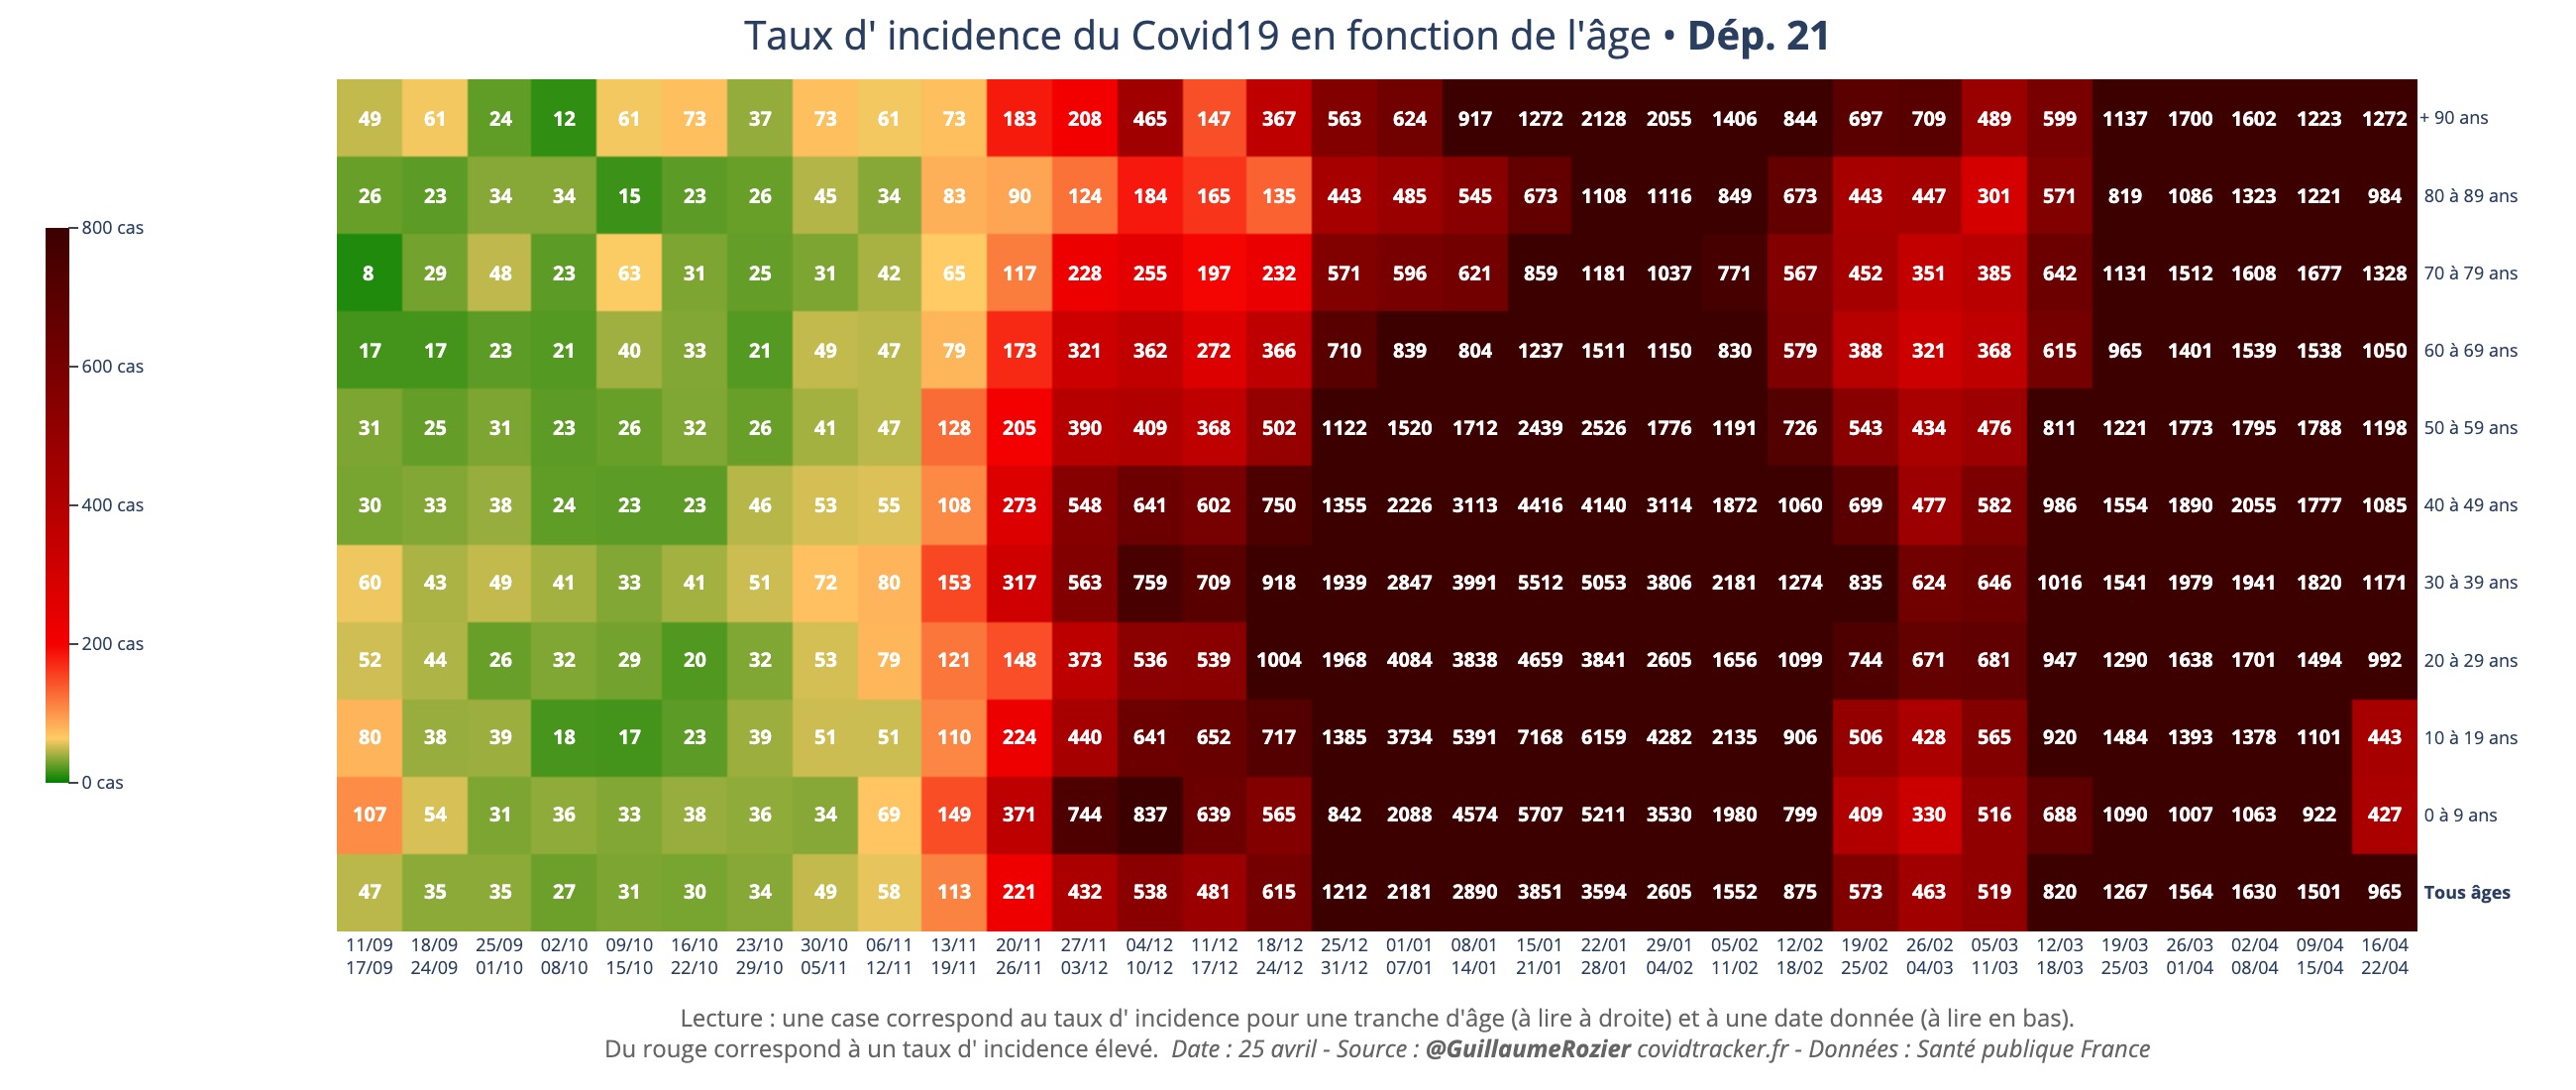 Taux d' incidence du Covid19 en fonction de l'âge • Dép. 21
49 61 24 12 61 73 37 73 61 73 183 208 465 147 367 563 624 917 1272 2128 2055 1406 844 697 709 489 599 1137 1700 1602 1223 1272 + 90 ans
26 23 34 34 15 23 26 45 34 83 90 124 184 165 135 443 485 545 673 1108 1116 849 673 443 447 301 571 819 1086 1323 1221 984 80 à 89 ans
800 cas
8 29 48 23 63 31 25 31 42 65 117 228 255 197 232 571 596 621 859 1181 1037 771 567 452 351 385 642 1131 1512 1608 1677 1328 70 à 79 ans
17 17 23 21 40 33 21 49 47 79 173 321 362 272 366 710 839 804 1237 1511 1150 830 579 388 321 368 615 965 1401 1539 1538 1050 60 à 69 ans
600 cas
31 25 31 23 26 32 26 41 47 128 205 390 409 368 502 1122 1520 1712 2439 2526 1776 1191 726 543 434 476 811 1221 1773 1795 1788 1198 50 à 59 ans
400 cas
30 33 38 24 23 23 46 53 55 108 273 548 641 602 750 1355 2226 3113 4416 4140 3114 1872 1060 699 477 582 986 1554 1890 2055 1777 1085 40 à 49 ans
60 43 49 41 33 41 51 72 80 153 317 563 759 709 918 1939 2847 3991 5512 5053 3806 2181 1274 835 624 646 1016 1541 1979 1941 1820 1171 30 à 39 ans
200 cas
52 44 26 32 29 20 32 53 79 121 148 373 536 539 1004 1968 4084 3838 4659 3841 2605 1656 1099 744 671 681 947 1290 1638 1701 1494 992 20 à 29 ans
80 38 39 18 17 23 39 51 51 110 224 440 641 652 717 1385 3734 5391 7168 6159 4282 2135 906 506 428 565 920 1484 1393 1378 1101 443 10 à 19 ans
0 cas
107 54 31 36 33 38 36 34 69 149 371 744 837 639 565 842 2088 4574 5707 5211 3530 1980 799 409 330 516 688 1090 1007 1063 922 427 0 à 9 ans
47 35 35 27 31 30 34 49 58 113 221 432 538 481 615 1212 2181 2890 3851 3594 2605 1552 875 573 463 519 820 1267 1564 1630 1501 965 Tous âges
11/09 18/09 25/09 02/10 09/10 16/10 23/10 30/10 06/11 13/11 20/11 27/11 04/12 11/12 18/12 25/12 01/01 08/01 15/01 22/01 29/01 05/02 12/02 19/02 26/02 05/03 12/03 19/03 26/03 02/04 09/04 16/04
17/09 24/09 01/10 08/10 15/10 22/10 29/10 05/11 12/11 19/11 26/11 03/12 10/12 17/12 24/12 31/12 07/01 14/01 21/01 28/01 04/02 11/02 18/02 25/02 04/03 11/03 18/03 25/03 01/04 08/04 15/04 22/04
Lecture : une case correspond au taux d' incidence pour une tranche d'âge (à lire à droite) et à une date donnée (à lire en bas).
Du rouge correspond à un taux d' incidence élevé. Date : 25 avril - Source : @GuillaumeRozier covidtracker.fr - Données : Santé publique France